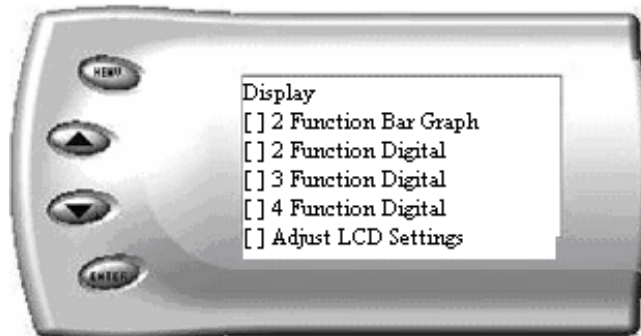 MENU
Display
[ ] 2 Function Bar Graph
[ ] 2 Function Digital
[ ] 3 Function Digital
[ ] 4 Function Digital
[ ] Adjust LCD Settings
ENTER